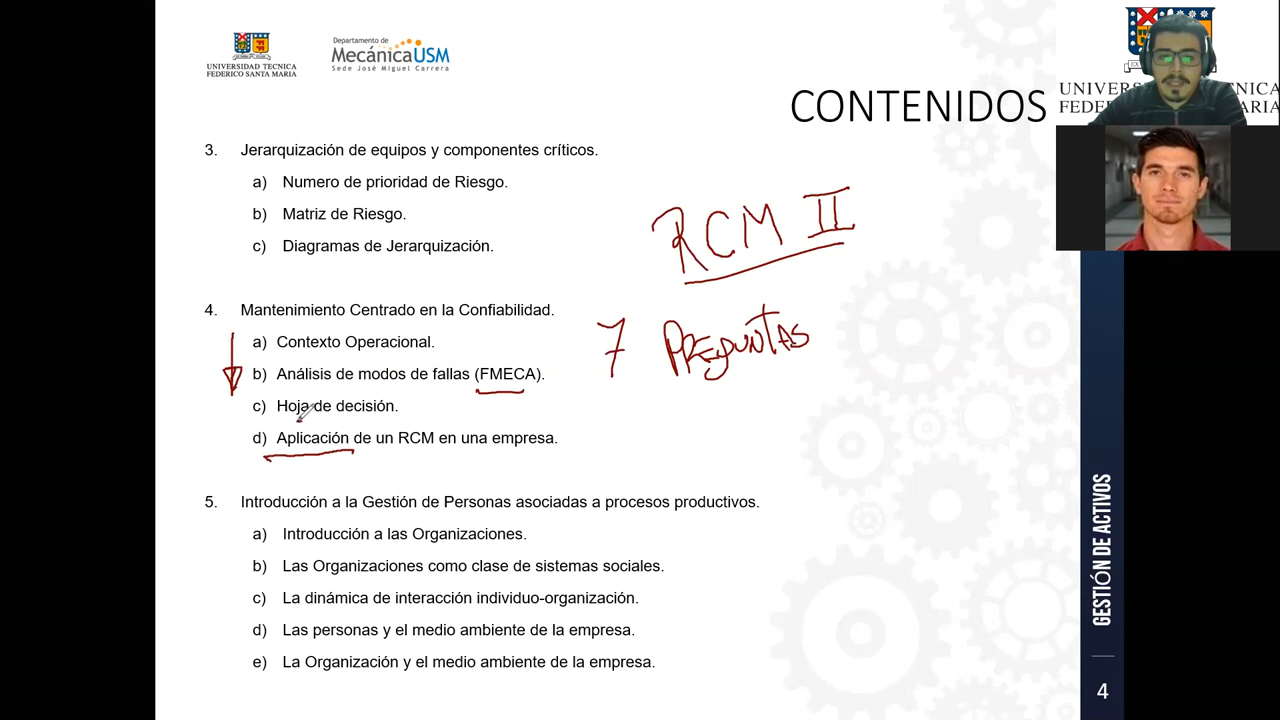 UNIVERSIDAD TECNICA
FEDERICO SANTA MARIA
Departamento de
MecánicaUSM
Sede José Miguel Carrera
CONTENIDOS
3. Jerarquización de equipos y componentes críticos.
a) Numero de prioridad de Riesgo.
b) Matriz de Riesgo.
c) Diagramas de Jerarquización.
RCM II
4. Mantenimiento Centrado en la Confiabilidad.
a) Contexto Operacional.
7 PREGUNTAS
b) Análisis de modos de fallas (FMECA).
c) Hoja de decisión.
d) Aplicación de un RCM en una empresa.
5. Introducción a la Gestión de Personas asociadas a procesos productivos.
a) Introducción a las Organizaciones.
b) Las Organizaciones como clase de sistemas sociales.
c) La dinámica de interacción individuo-organización.
d) Las personas y el medio ambiente de la empresa.
e) La Organización y el medio ambiente de la empresa.
GESTIÓN DE ACTIVOS
4